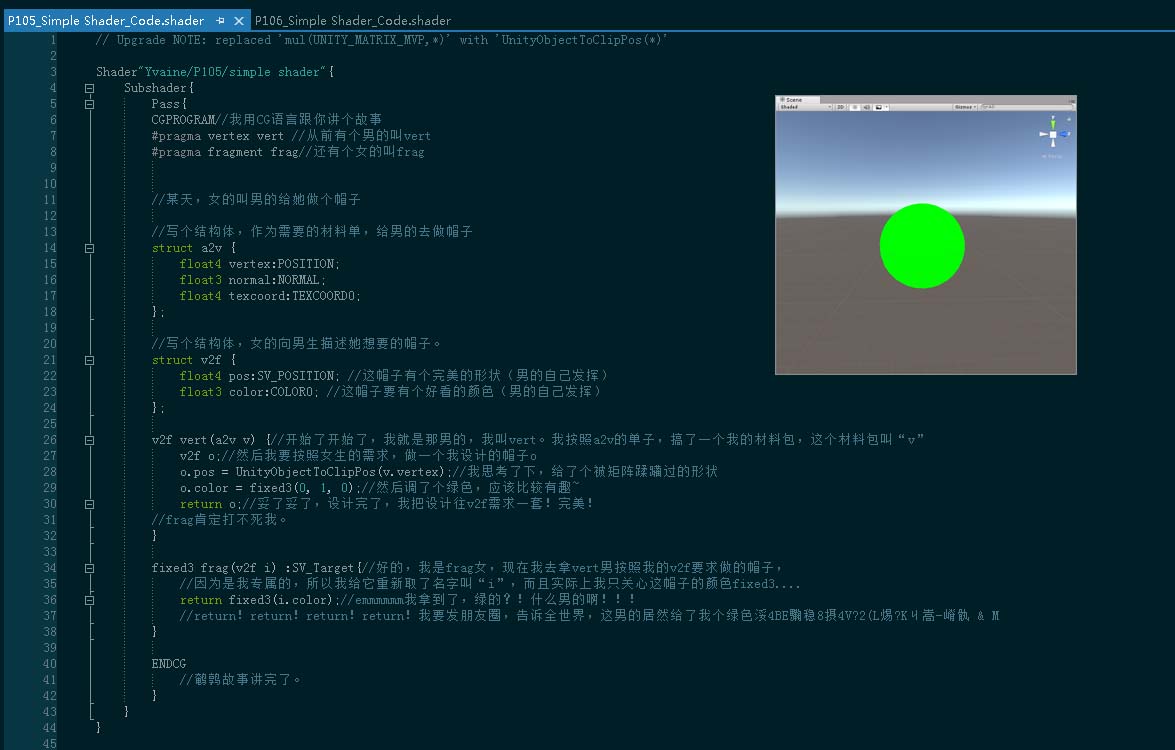 P105_Simple Shader_Code.shader P106_Simple Shader_Code.shader
1 // Upgrade NOTE: replaced 'mul(UNITY_MATRIX_MVP,*)' with 'UnityObjectToClipPos(*)'
2
3 Shader"Yvaine/P105/simple shader"{
4 Subshader{
5 Pass{
6 CGPROGRAM//我用CG语言跟你讲个故事
7 #pragma vertex vert //从前有个男的叫vert
8 #pragma fragment frag//还有个女的叫frag
9
10
11 //某天，女的叫男的给她做个帽子
12
13 //写个结构体，作为需要的材料单，给男的去做帽子
14 struct a2v {
15 float4 vertex:POSITION;
16 float3 normal:NORMAL;
17 float4 texcoord:TEXCOORD0;
18 };
19
20 //写个结构体，女的向男生描述她想要的帽子。
21 struct v2f {
22 float4 pos:SV_POSITION; //这帽子有个完美的形状（男的自己发挥）
23 float3 color:COLOR0; //这帽子要有个好看的颜色（男的自己发挥）
24 };
25
26 v2f vert(a2v v) {//开始了开始了，我就是那男的，我叫vert。我按照a2v的单子，搞了一个我的材料包，这个材料包叫“v”
27 v2f o;//然后我要按照女生的需求，做一个我设计的帽子o
28 o.pos = UnityObjectToClipPos(v.vertex);//我思考了下，给了个被矩阵蹂躏过的形状
29 o.color = fixed3(0, 1, 0);//然后调了个绿色，应该比较有趣~
30 return o;//妥了妥了，设计完了，我把设计往v2f需求一套！完美！
31 //frag肯定打不死我。
32 }
33
34 fixed3 frag(v2f i) :SV_Target{//好的，我是frag女，现在我去拿vert男按照我的v2f要求做的帽子，
35 //因为是我专属的，所以我给它重新取了名字叫“i”，而且实际上我只关心这帽子的颜色fixed3....
36 return fixed3(i.color);//emmmmmm我拿到了，绿的？！什么男的啊！！！
37 //return! return! return! return! 我要发朋友圈，告诉全世界，这男的居然给了我个绿色
38 }
39
40 ENDCG
41 //鹌鹑故事讲完了。
42 }
43 }
44 }
45
Scene
Shaded 2D Gizmos